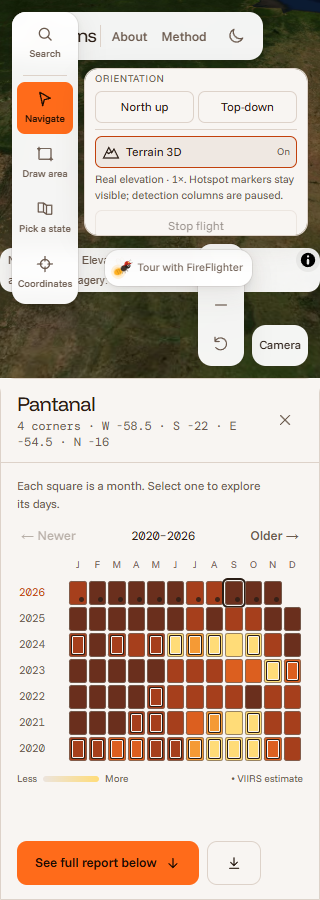 Search
ms
About
Method
Navigate
Draw area
Pick a state
Coordinates
ORIENTATION
North up
Top-down
Terrain 3D
On
Real elevation · 1×. Hotspot markers stay
visible; detection columns are paused.
Stop flight
Tour with FireFlighter
Camera
Pantanal
4 corners · W -58.5 · S -22 · E
-54.5 · N -16
Each square is a month. Select one to explore
its days.
← Newer
2020–2026
Older →
J F M A M J J A S O N D
2026
2025
2024
2023
2022
2021
2020
Less
More
• VIIRS estimate
See full report below ↓